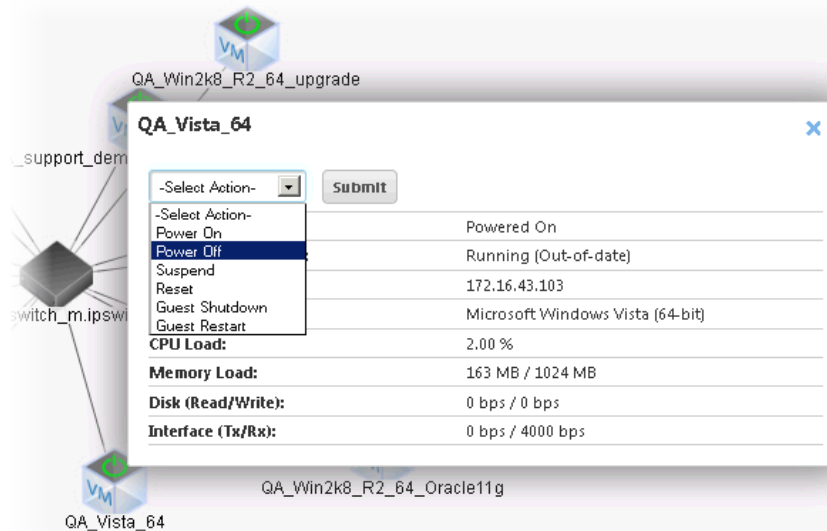 VM
QA_Win2k8_R2_64_upgrade
_support_dem
QA_Vista_64
-Select Action-
Submit
-Select Action-
Power On
Power Off
Suspend
Reset
Guest Shutdown
Guest Restart
Powered On
Running (Out-of-date)
172.16.43.103
Microsoft Windows Vista (64-bit)
switch_m.ipswi
CPU Load: 2.00 %
Memory Load: 163 MB / 1024 MB
Disk (Read/Write): 0 bps / 0 bps
Interface (Tx/Rx): 0 bps / 4000 bps
VM
QA_Win2k8_R2_64_Oracle11g
QA_Vista_64